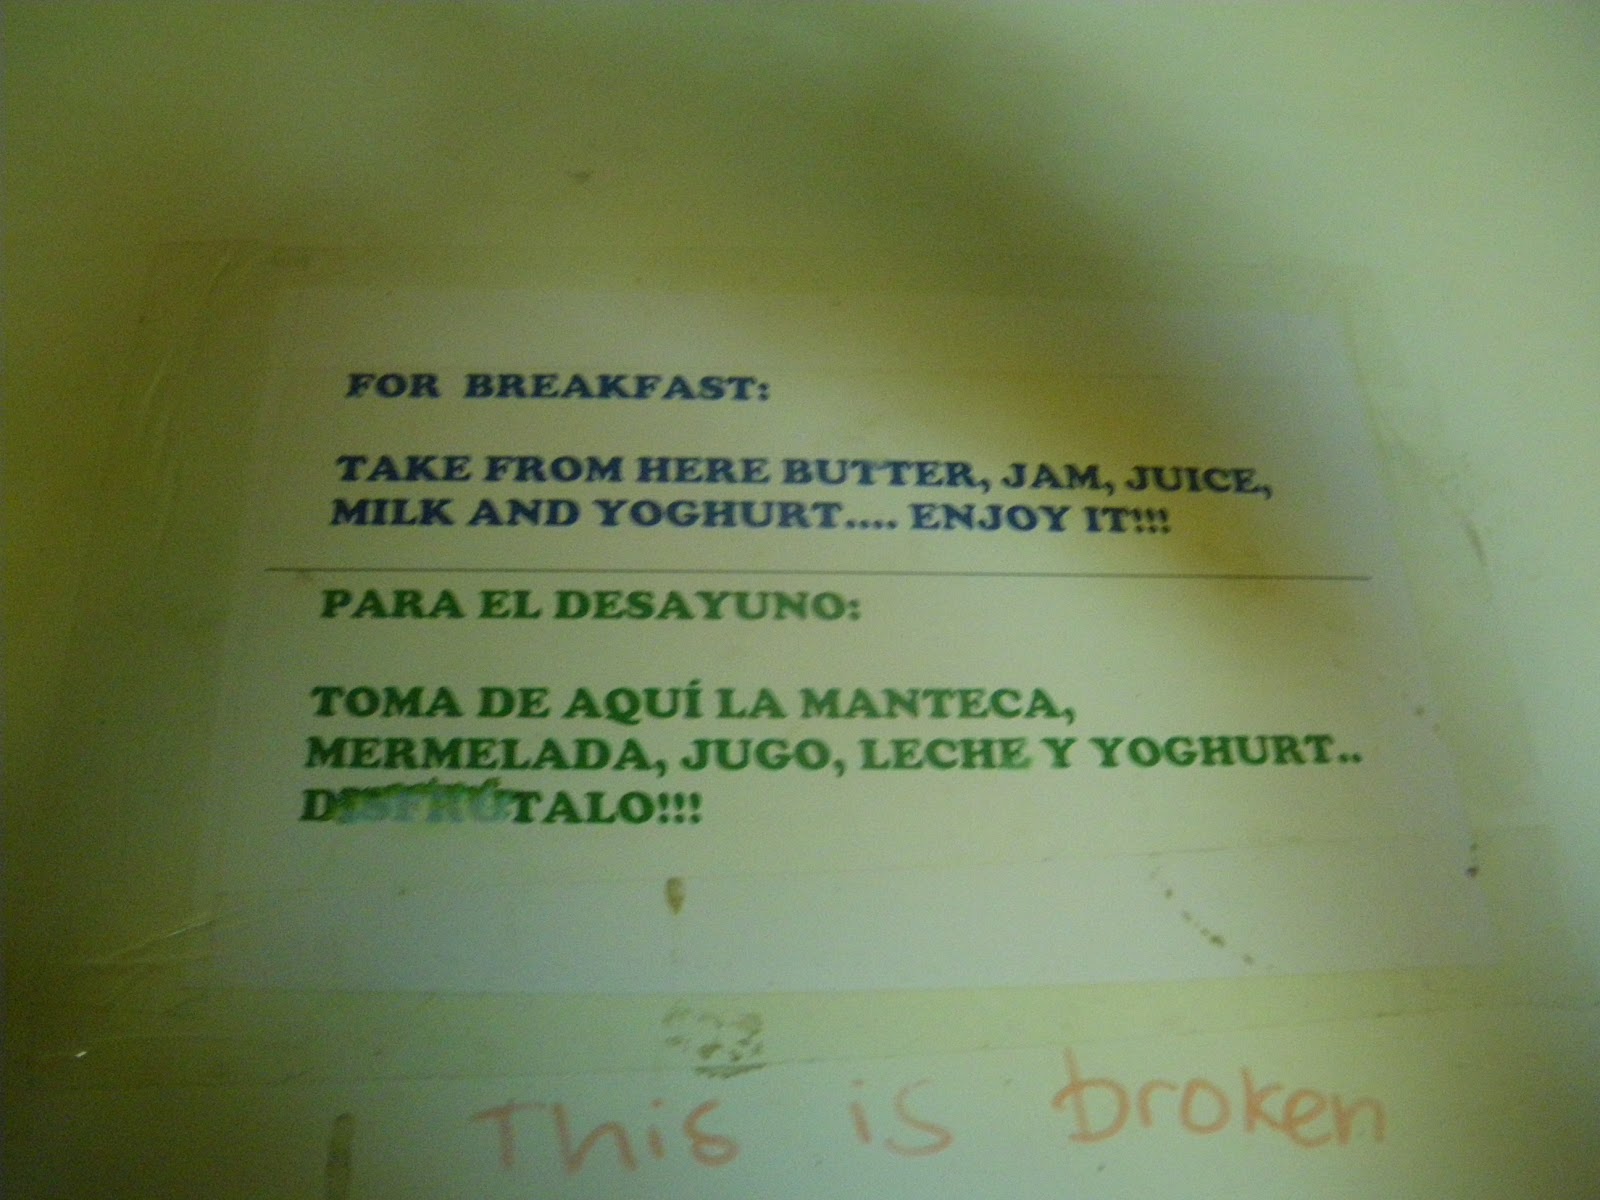 FOR BREAKFAST:
TAKE FROM HERE BUTTER, JAM, JUICE,
MILK AND YOGHURT.... ENJOY IT!!!
PARA EL DESAYUNO:
TOMA DE AQUÍ LA MANTECA,
MERMELADA, JUGO, LECHE Y YOGHURT..
DISFRÚTALO!!!
This is broken